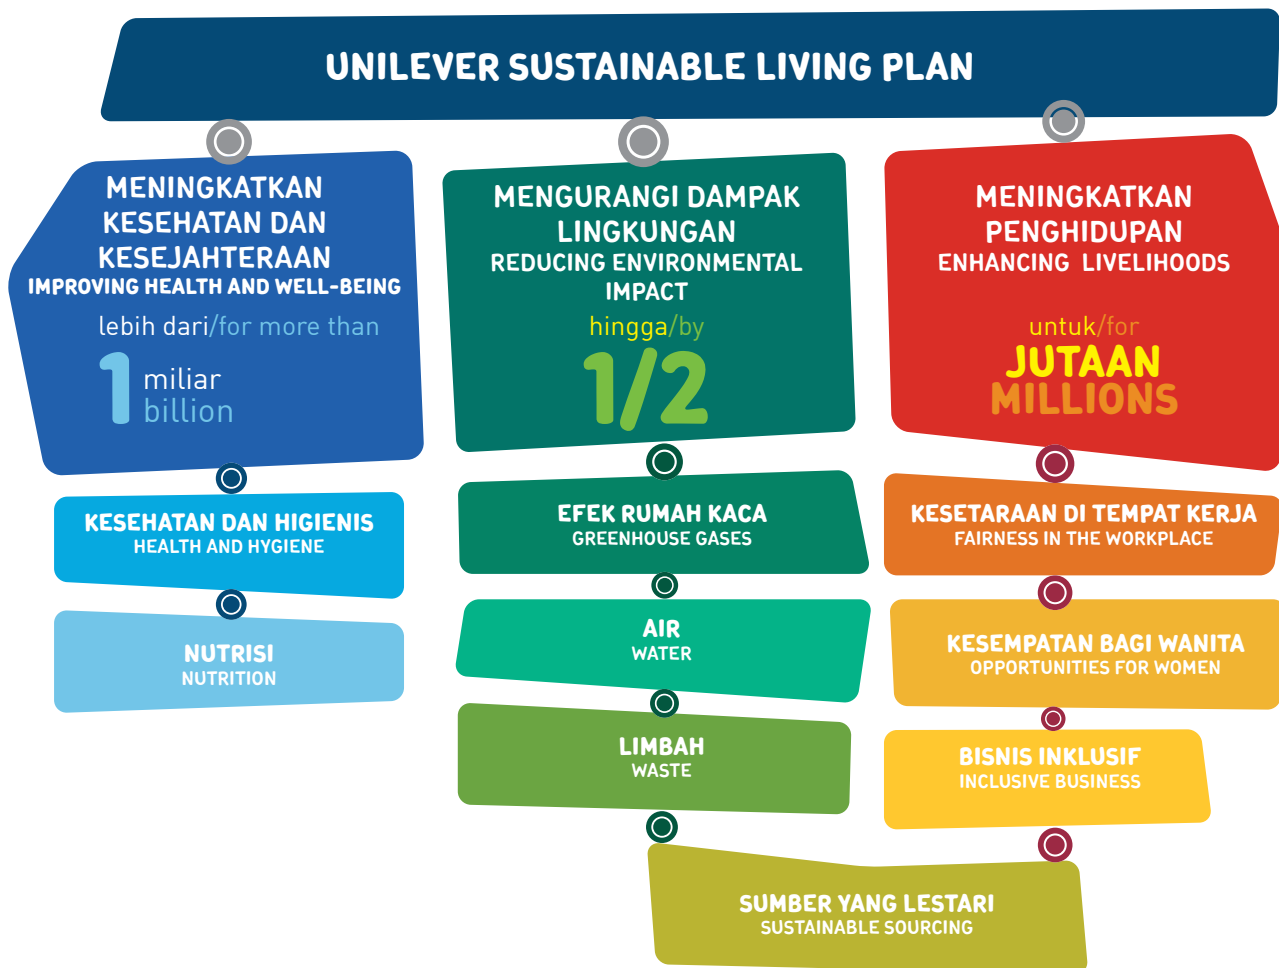 UNILEVER SUSTAINABLE LIVING PLAN
MENINGKATKAN
KESEHATAN DAN
KESEJAHTERAAN
IMPROVING HEALTH AND WELL-BEING
lebih dari/for more than
1 miliar
billion
KESEHATAN DAN HIGIENIS
HEALTH AND HYGIENE
NUTRISI
NUTRITION
MENGURANGI DAMPAK
LINGKUNGAN
REDUCING ENVIRONMENTAL
IMPACT
hingga/by
1/2
EFEK RUMAH KACA
GREENHOUSE GASES
AIR
WATER
LIMBAH
WASTE
MENINGKATKAN
PENGHIDUPAN
ENHANCING LIVELIHOODS
untuk/for
JUTAAN
MILLIONS
KESETARAAN DI TEMPAT KERJA
FAIRNESS IN THE WORKPLACE
KESEMPATAN BAGI WANITA
OPPORTUNITIES FOR WOMEN
BISNIS INKLUSIF
INCLUSIVE BUSINESS
SUMBER YANG LESTARI
SUSTAINABLE SOURCING